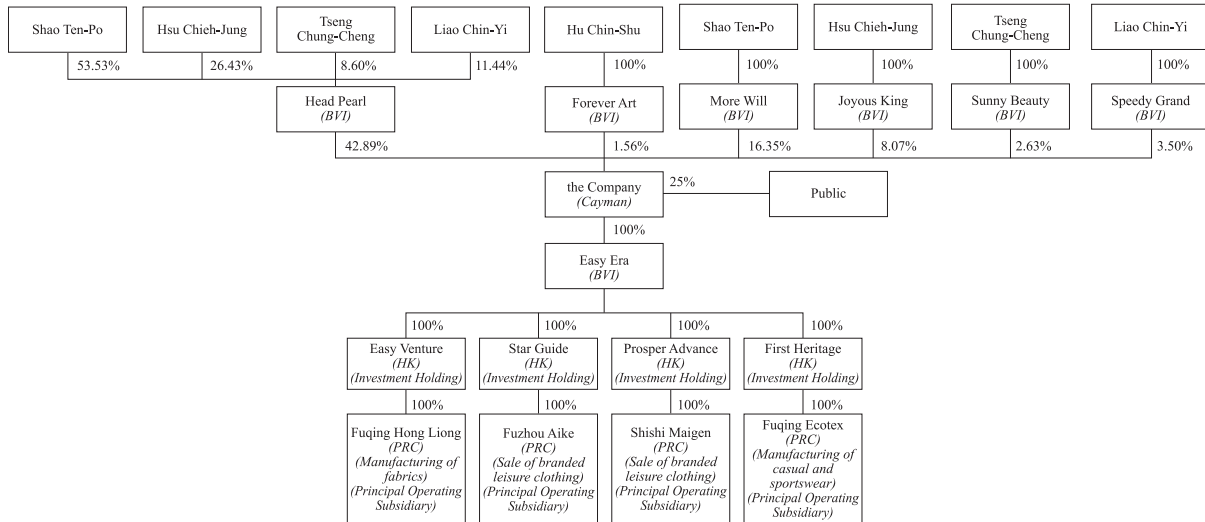 Shao Ten-Po
Hsu Chieh-Jung
Tseng
Chung-Cheng
Liao Chin-Yi
Hu Chin-Shu
Shao Ten-Po
Hsu Chieh-Jung
Tseng
Chung-Cheng
Liao Chin-Yi
53.53%
26.43%
8.60%
11.44%
100%
100%
100%
100%
100%
Head Pearl
(BVI)
Forever Art
(BVI)
More Will
(BVI)
Joyous King
(BVI)
Sunny Beauty
(BVI)
Speedy Grand
(BVI)
42.89%
1.56%
16.35%
8.07%
2.63%
3.50%
the Company
(Cayman)
25%
Public
100%
Easy Era
(BVI)
100%
100%
100%
100%
Easy Venture
(HK)
(Investment Holding)
Star Guide
(HK)
(Investment Holding)
Prosper Advance
(HK)
(Investment Holding)
First Heritage
(HK)
(Investment Holding)
100%
100%
100%
100%
Fuqing Hong Liong
(PRC)
(Manufacturing of
fabrics)
(Principal Operating
Subsidiary)
Fuzhou Aike
(PRC)
(Sale of branded
leisure clothing)
(Principal Operating
Subsidiary)
Shishi Maigen
(PRC)
(Sale of branded
leisure clothing)
(Principal Operating
Subsidiary)
Fuqing Ecotex
(PRC)
(Manufacturing of
casual and
sportswear)
(Principal Operating
Subsidiary)